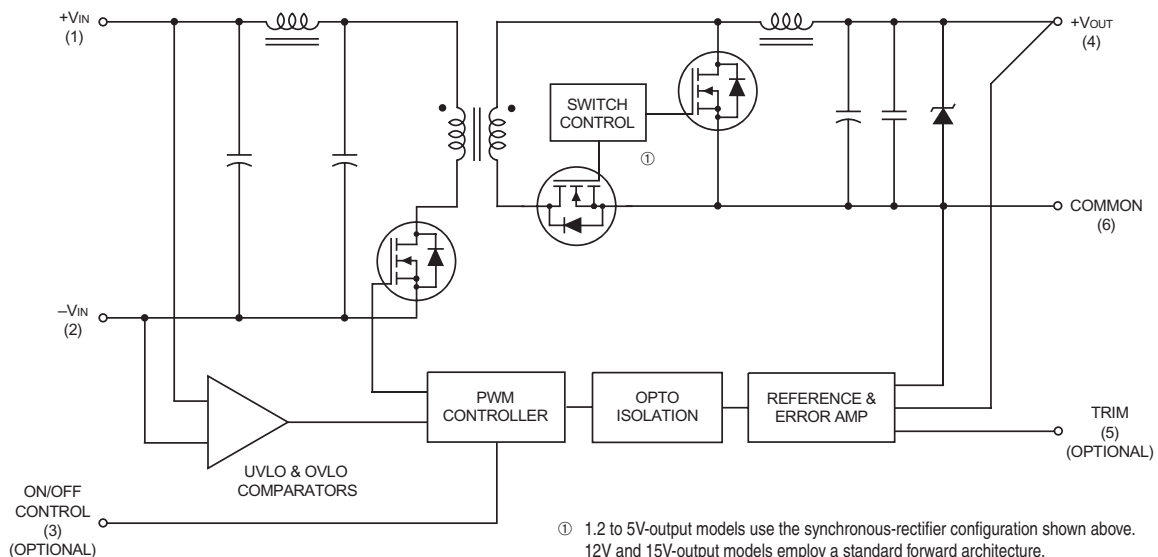 +VIN
(1)
+VOUT
(4)
SWITCH
CONTROL
①
COMMON
(6)
–VIN
(2)
PWM
CONTROLLER
OPTO
ISOLATION
REFERENCE &
ERROR AMP
TRIM
(5)
(OPTIONAL)
UVLO & OVLO
COMPARATORS
ON/OFF
CONTROL
(3)
(OPTIONAL)
① 1.2 to 5V-output models use the synchronous-rectifier configuration shown above.
12V and 15V-output models employ a standard forward architecture.